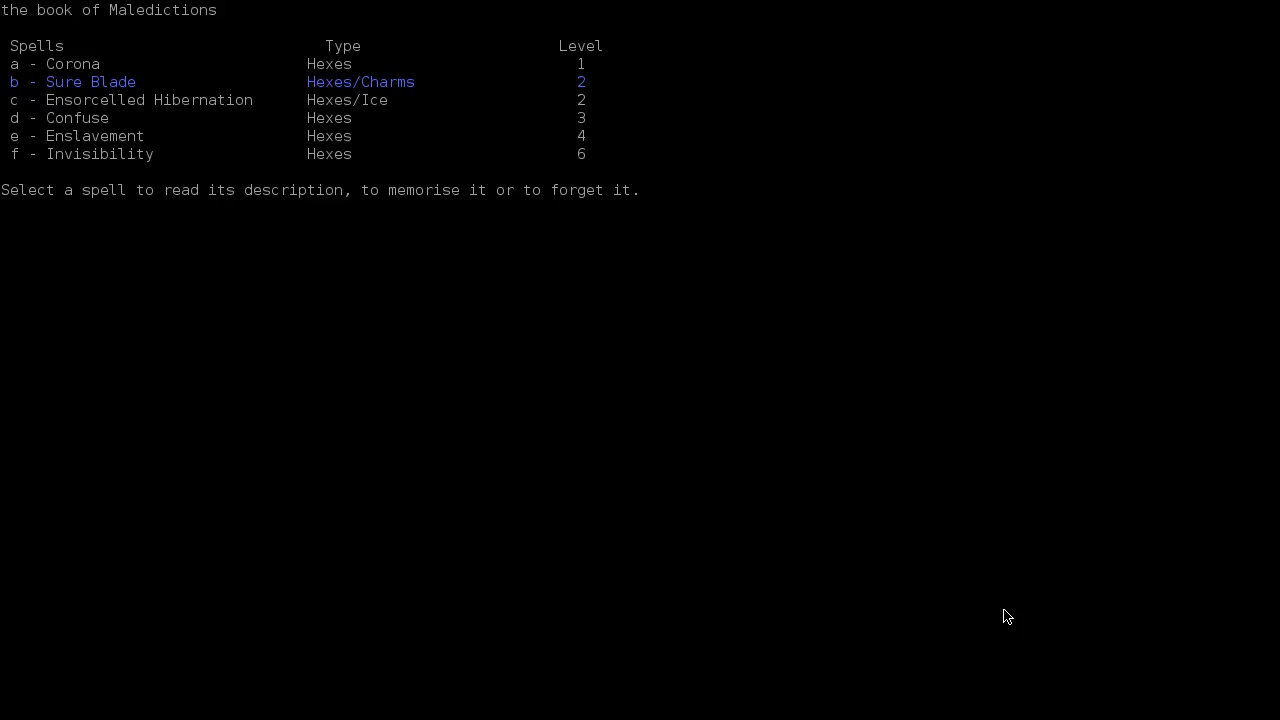 the book of Maledictions
Spells Type Level
a - Corona Hexes 1
b - Sure Blade Hexes/Charms 2
c - Ensorcelled Hibernation Hexes/Ice 2
d - Confuse Hexes 3
e - Enslavement Hexes 4
f - Invisibility Hexes 6
Select a spell to read its description, to memorise it or to forget it.